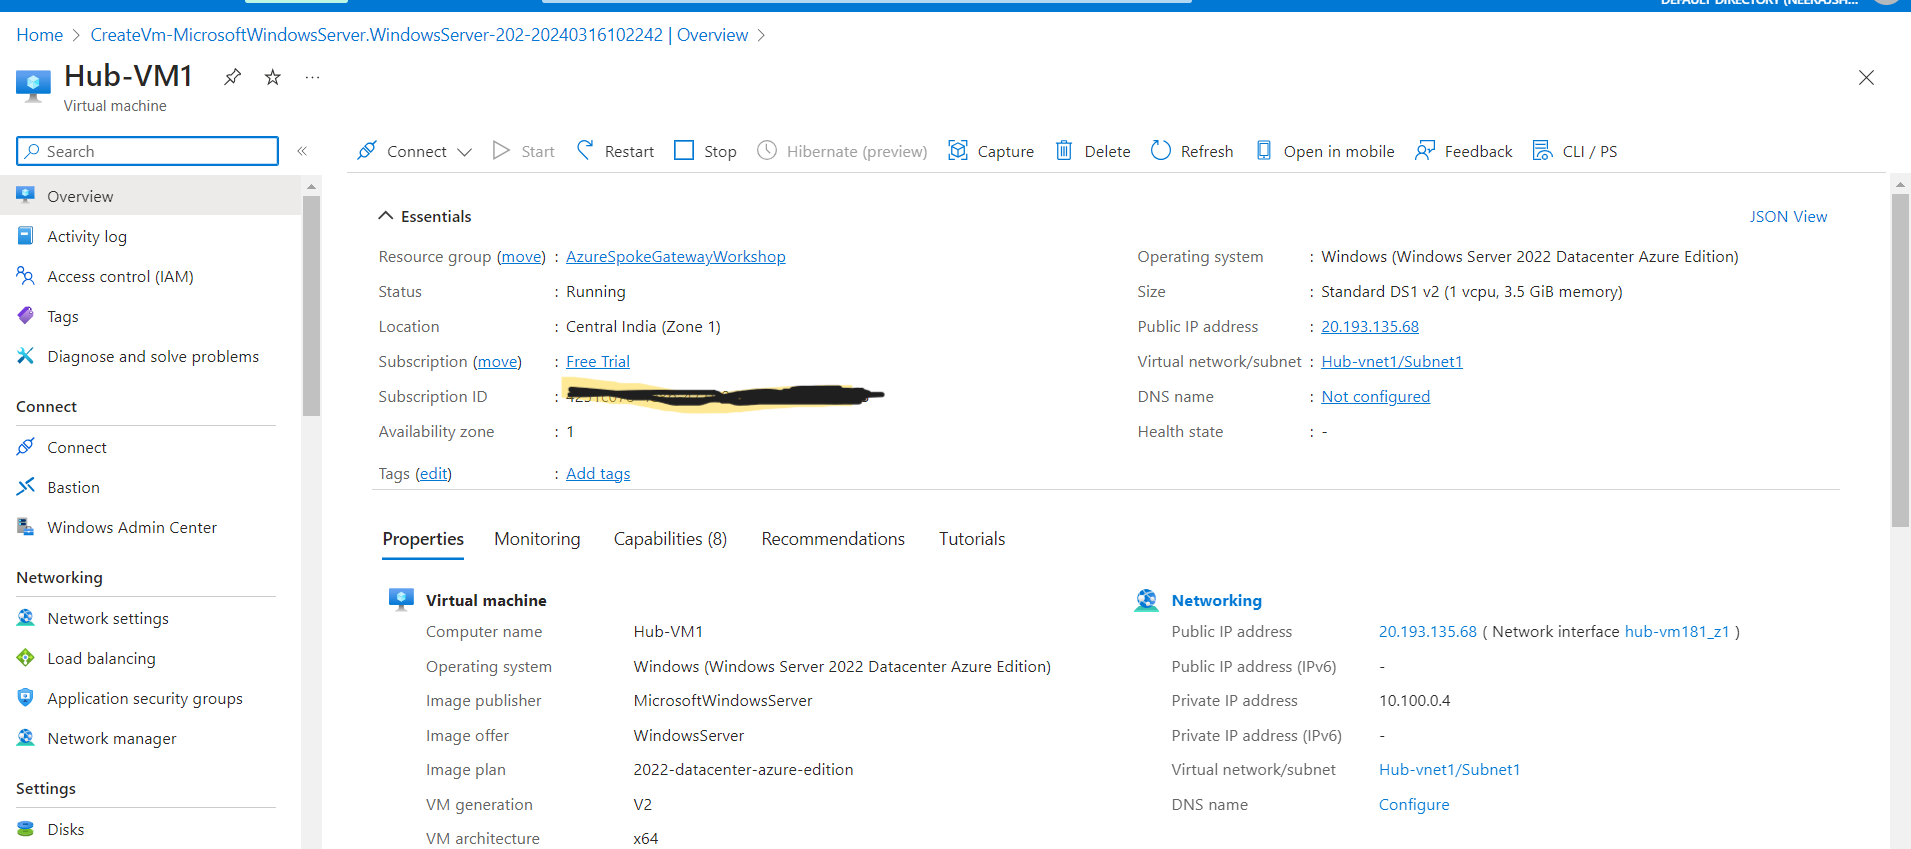 Home > CreateVm-MicrosoftWindowsServer.WindowsServer-202-20240316102242 | Overview >
Hub-VM1
Virtual machine
Search
Connect
Start
Restart
Stop
Hibernate (preview)
Capture
Delete
Refresh
Open in mobile
Feedback
CLI / PS
Overview
Activity log
Access control (IAM)
Tags
Diagnose and solve problems
Connect
Connect
Bastion
Windows Admin Center
Networking
Network settings
Load balancing
Application security groups
Network manager
Settings
Disks
Essentials
JSON View
Resource group (move) : AzureSpokeGatewayWorkshop
Status : Running
Location : Central India (Zone 1)
Subscription (move) : Free Trial
Subscription ID :
Availability zone : 1
Tags (edit) : Add tags
Operating system : Windows (Windows Server 2022 Datacenter Azure Edition)
Size : Standard DS1 v2 (1 vcpu, 3.5 GiB memory)
Public IP address : 20.193.135.68
Virtual network/subnet : Hub-vnet1/Subnet1
DNS name : Not configured
Health state : -
Properties
Monitoring
Capabilities (8)
Recommendations
Tutorials
Virtual machine
Computer name Hub-VM1
Operating system Windows (Windows Server 2022 Datacenter Azure Edition)
Image publisher MicrosoftWindowsServer
Image offer WindowsServer
Image plan 2022-datacenter-azure-edition
VM generation V2
VM architecture x64
Networking
Public IP address 20.193.135.68 ( Network interface hub-vm181_z1 )
Public IP address (IPv6) -
Private IP address 10.100.0.4
Private IP address (IPv6) -
Virtual network/subnet Hub-vnet1/Subnet1
DNS name Configure